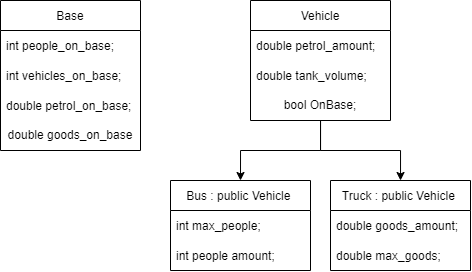 Base
int people_on_base;
int vehicles_on_base;
double petrol_on_base;
double goods_on_base
Vehicle
double petrol_amount;
double tank_volume;
bool OnBase;
Bus : public Vehicle
int max_people;
int people amount;
Truck : public Vehicle
double goods_amount;
double max_goods;